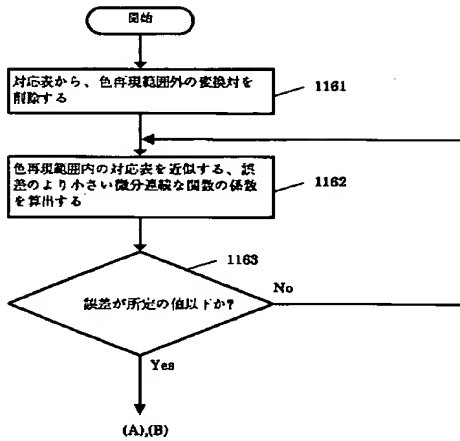 開始
対応表から、色再現範囲外の変換対を
削除する
1161
色再現範囲内の対応表を近似する、誤
差のより小さい微分連続な関数の係数
を算出する
1162
1163
誤差が所定の値以下か?
No
Yes
(A),(B)